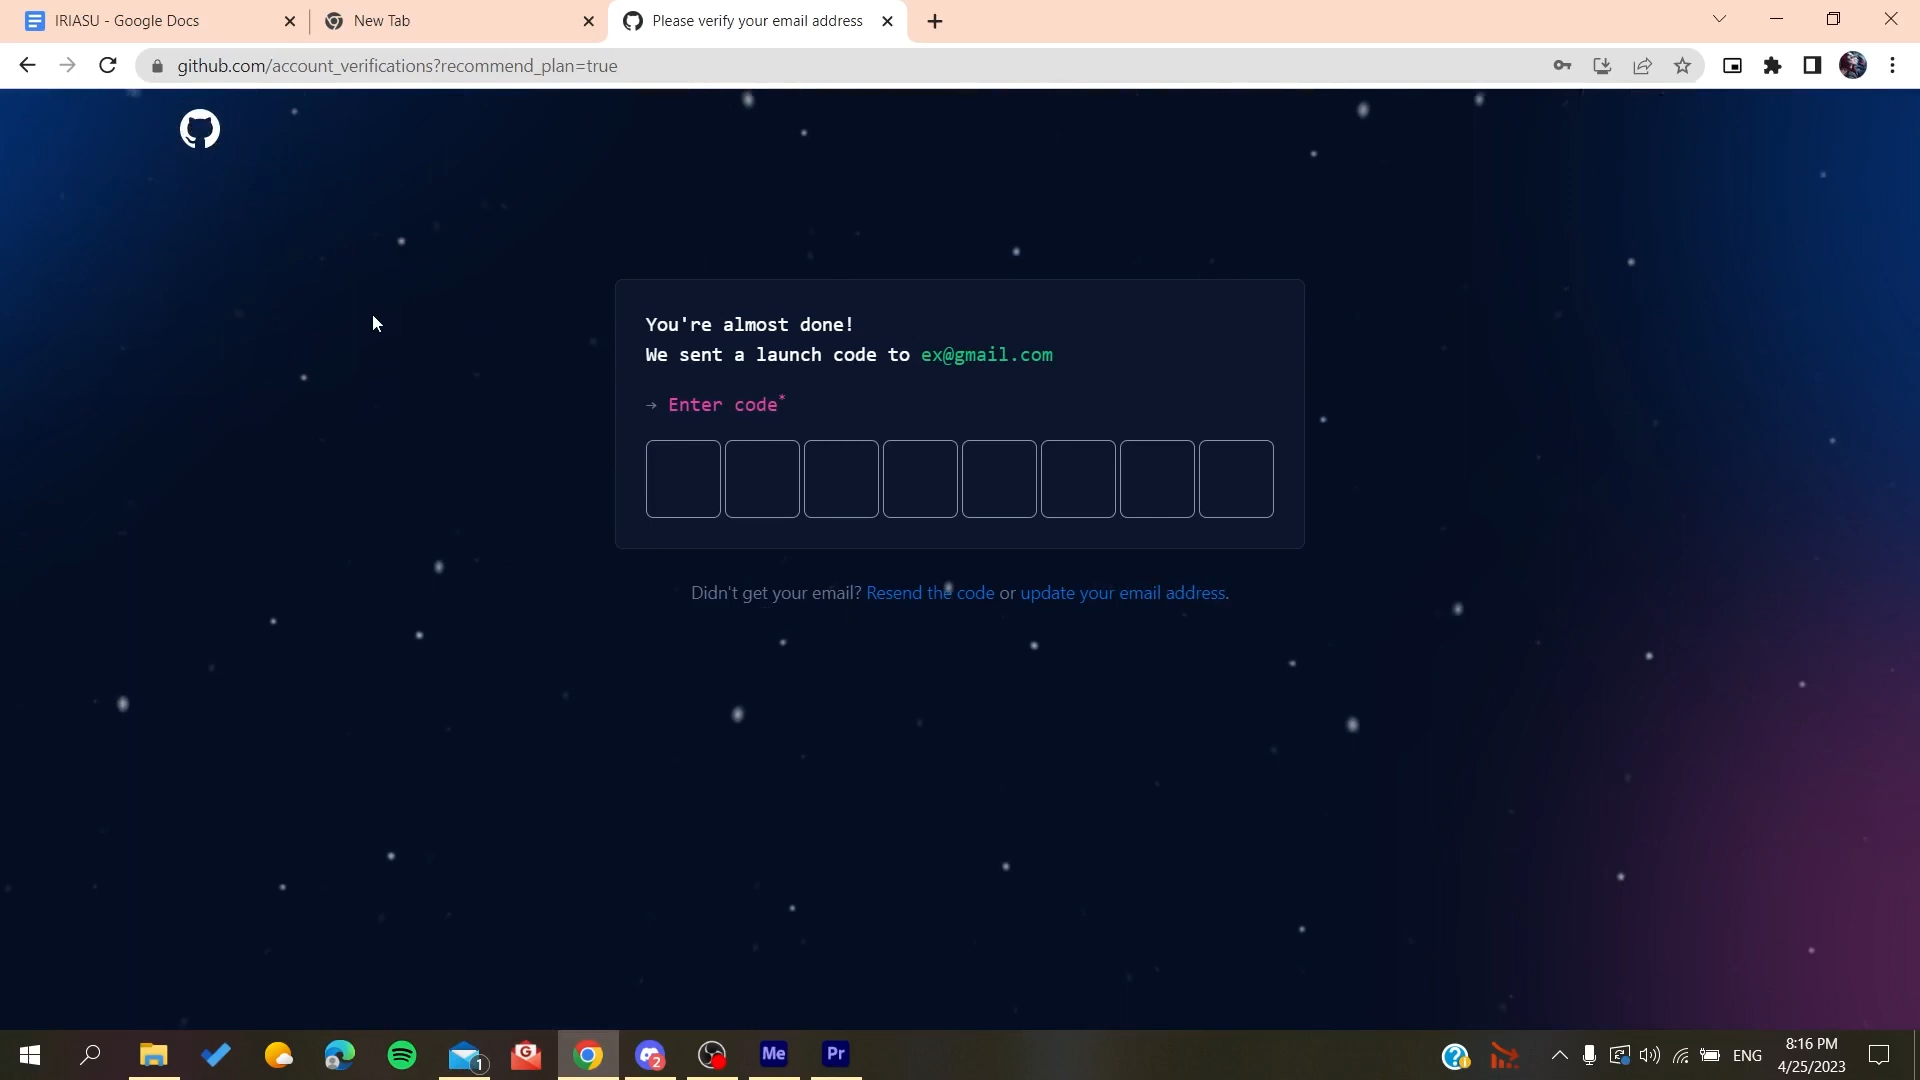 IRIASU - Google Docs
New Tab
Please verify your email address
github.com/account_verifications?recommend_plan=true
You're almost done!
We sent a launch code to ex@gmail.com
→ Enter code*
Didn't get your email? Resend the code or update your email address.
1
G
2
Me
Pr
ENG
8:16 PM
4/25/2023